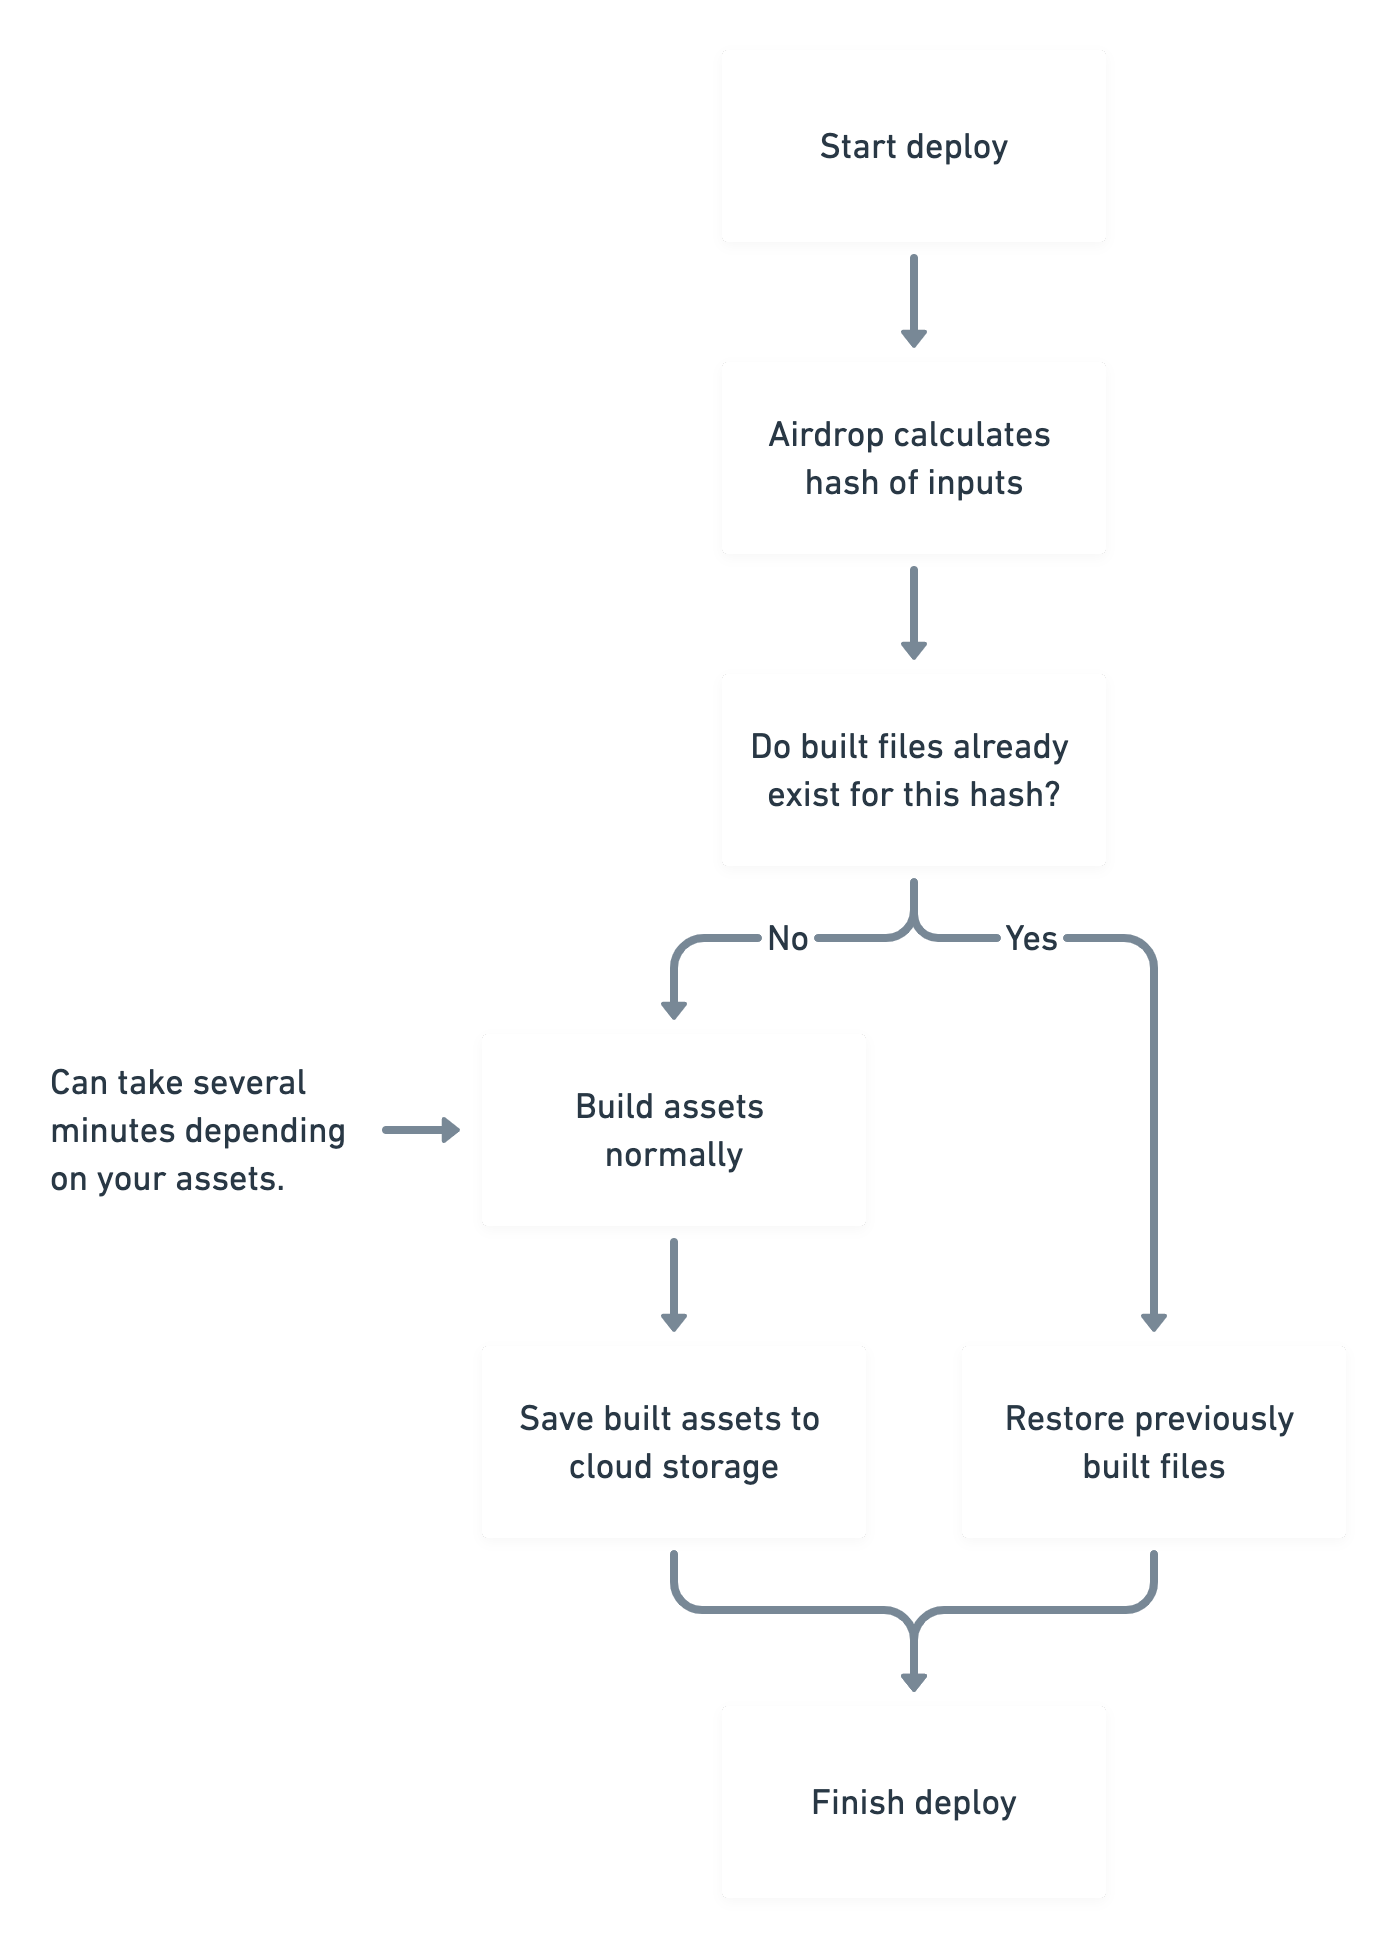 Start deploy
Airdrop calculates
hash of inputs
Do built files already
exist for this hash?
No
Yes
Can take several
minutes depending
on your assets.
Build assets
normally
Save built assets to
cloud storage
Restore previously
built files
Finish deploy